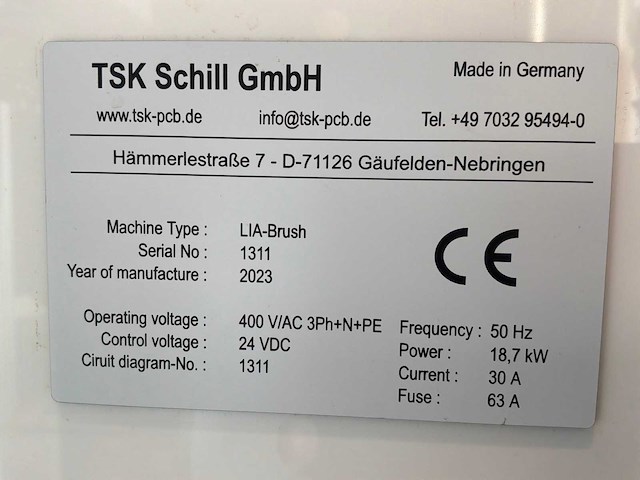 TSK Schill GmbH Made in Germany
www.tsk-pcb.de info@tsk-pcb.de Tel. +49 7032 95494-0
Hämmerlestraße 7 - D-71126 Gäufelden-Nebringen
Machine Type : LIA-Brush
Serial No : 1311
Year of manufacture : 2023
CE
Operating voltage : 400 V/AC 3Ph+N+PE
Control voltage : 24 VDC
Ciruit diagram-No. : 1311
Frequency : 50 Hz
Power : 18,7 kW
Current : 30 A
Fuse : 63 A